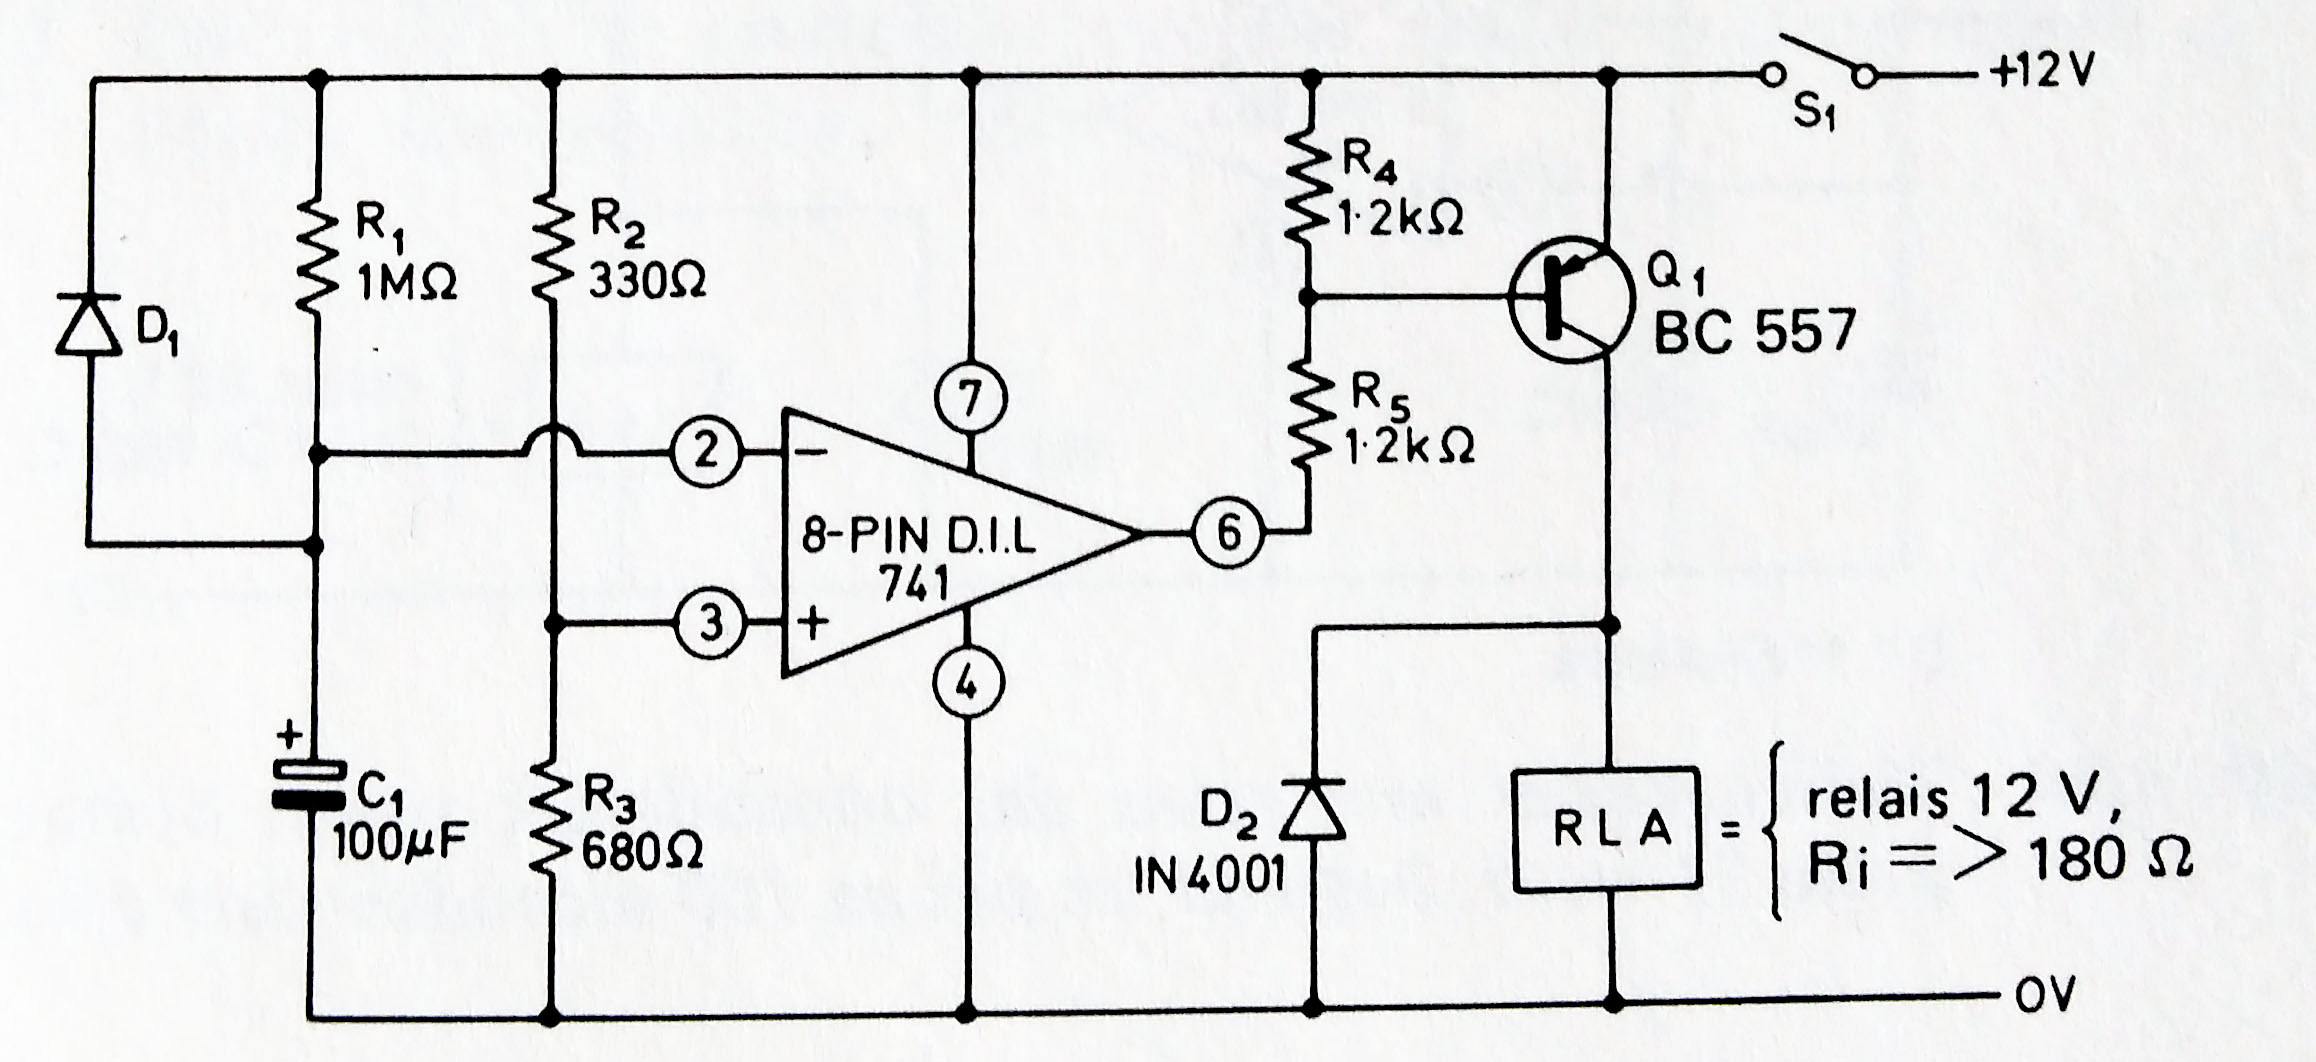 +12V
S1
R4
1·2kΩ
R1
1MΩ
R2
330Ω
Q1
BC 557
D1
7
R5
1·2kΩ
2
−
8-PIN D.I.L
741
6
3
+
4
+
C1
100µF
R3
680Ω
D2
IN4001
RLA
=
relais 12 V,
Ri => 180 Ω
0V